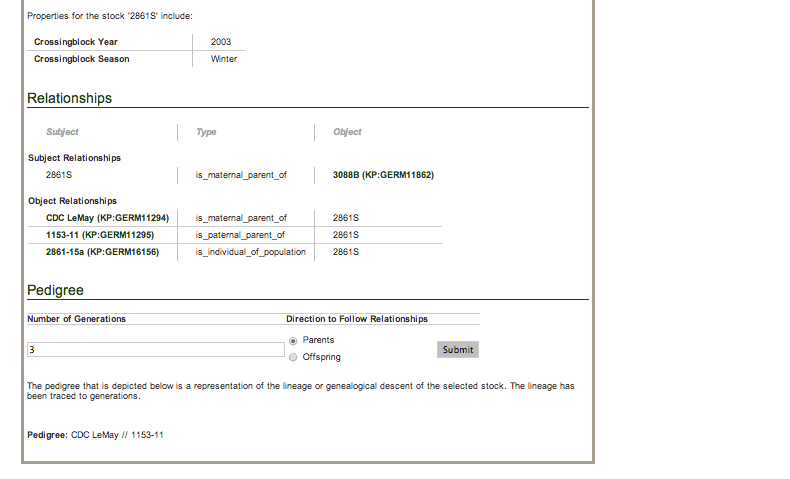 Properties for the stock '2861S' include:
Crossingblock Year 2003
Crossingblock Season Winter
Relationships
Subject Type Object
Subject Relationships
2861S is_maternal_parent_of 3088B (KP:GERM11862)
Object Relationships
CDC LeMay (KP:GERM11294) is_maternal_parent_of 2861S
1153-11 (KP:GERM11295) is_paternal_parent_of 2861S
2861-15a (KP:GERM16156) is_individual_of_population 2861S
Pedigree
Number of Generations Direction to Follow Relationships
Parents
3 Submit
Offspring
The pedigree that is depicted below is a representation of the lineage or genealogical descent of the selected stock. The lineage has
been traced to generations.
Pedigree: CDC LeMay // 1153-11